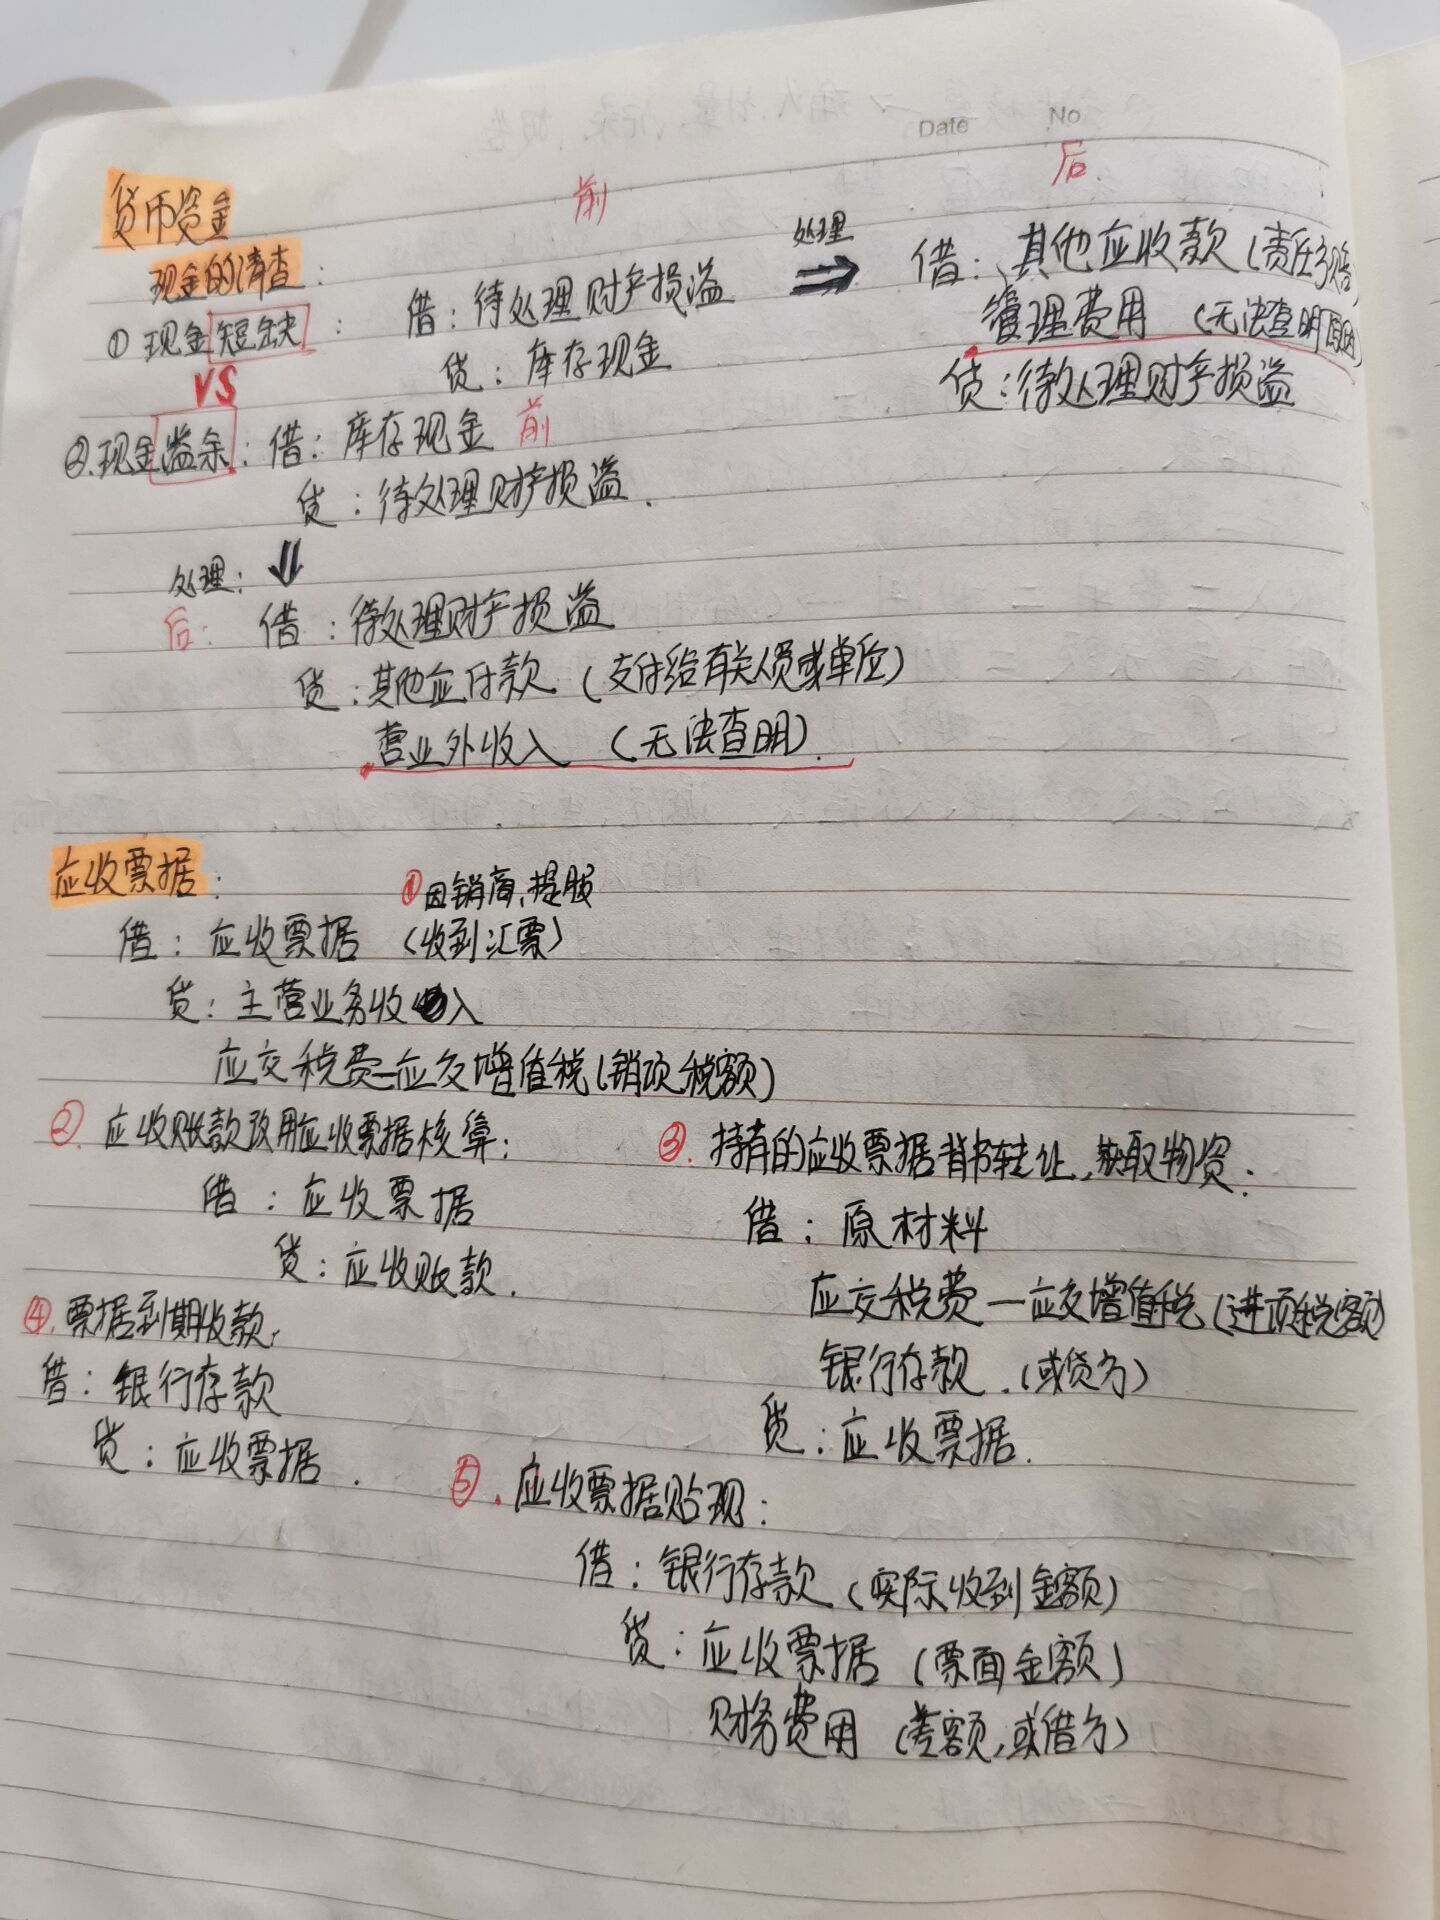 Date No
货币资金
前
后.
现金的清查:
①现金短缺:
借:待处理财产损溢
贷:库存现金
处理
⇒
借:其他应收款(责任方赔
管理费用 (无法查明原因)
贷:待处理财产损溢
VS
②.现金溢余:借:库存现金 前
贷:待处理财产损溢.
处理: ⇓
后: 借:待处理财产损溢
贷:其他应付款(支付给有关人员或单位)
营业外收入 (无法查明).
应收票据:
①因销商,提服
借:应收票据 (收到汇票)
贷:主营业务收入
应交税费—应交增值税(销项税额)
②.应收账款改用应收票据核算:
借:应收票据
贷:应收账款.
③.持有的应收票据背书转让,获取物资:
借:原材料
应交税费—应交增值税(进项税额)
银行存款.(或贷方)
贷:应收票据.
④.票据到期收款:
借:银行存款
贷:应收票据.
⑤.应收票据贴现:
借:银行存款(实际收到金额)
贷:应收票据(票面金额)
财务费用(差额,或借方)